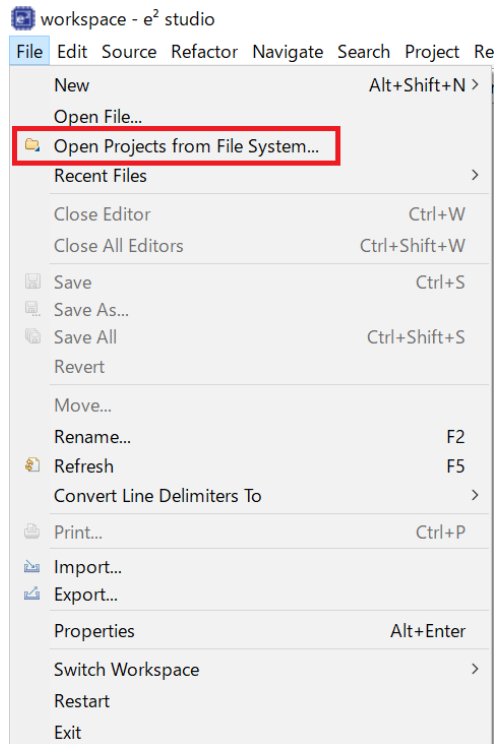 workspace - e² studio
File Edit Source Refactor Navigate Search Project Re
New Alt+Shift+N >
Open File...
Open Projects from File System...
Recent Files >
Close Editor Ctrl+W
Close All Editors Ctrl+Shift+W
Save Ctrl+S
Save As...
Save All Ctrl+Shift+S
Revert
Move...
Rename... F2
Refresh F5
Convert Line Delimiters To >
Print... Ctrl+P
Import...
Export...
Properties Alt+Enter
Switch Workspace >
Restart
Exit